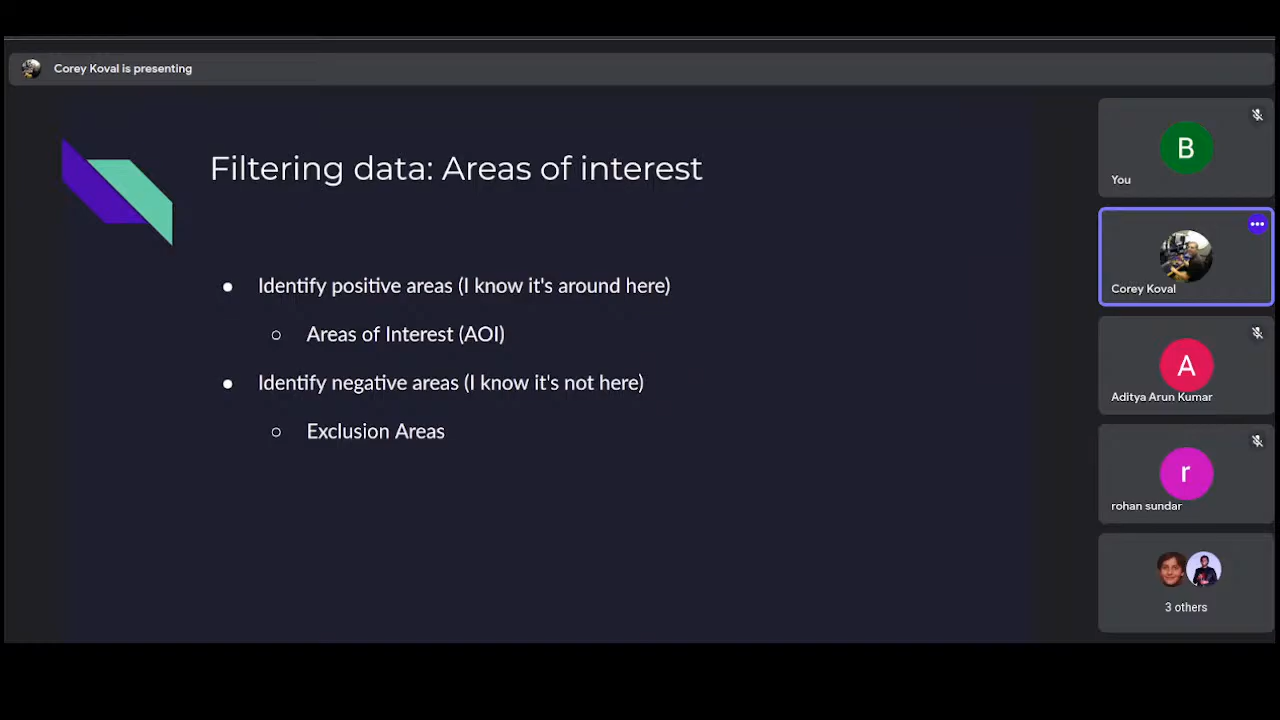 Corey Koval is presenting
Filtering data: Areas of interest
Identify positive areas (I know it's around here)
Areas of Interest (AOI)
Identify negative areas (I know it's not here)
Exclusion Areas
B
You
Corey Koval
A
Aditya Arun Kumar
r
rohan sundar
3 others